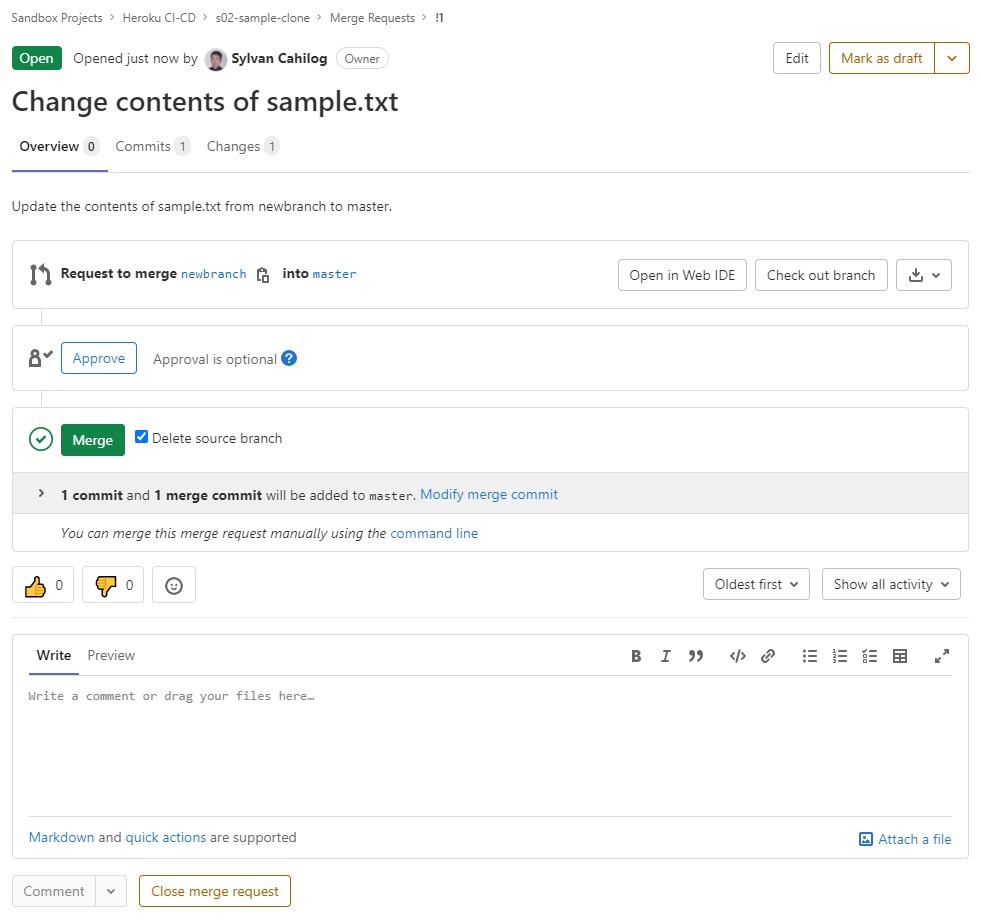 Sandbox Projects > Heroku CI-CD > s02-sample-clone > Merge Requests > !1
Open Opened just now by Sylvan Cahilog Owner Edit Mark as draft
Change contents of sample.txt
Overview 0 Commits 1 Changes 1
Update the contents of sample.txt from newbranch to master.
Request to merge newbranch into master Open in Web IDE Check out branch
Approve Approval is optional ?
Merge Delete source branch
> 1 commit and 1 merge commit will be added to master. Modify merge commit
You can merge this merge request manually using the command line
0 0 Oldest first Show all activity
Write Preview B I
Write a comment or drag your files here…
Markdown and quick actions are supported Attach a file
Comment Close merge request